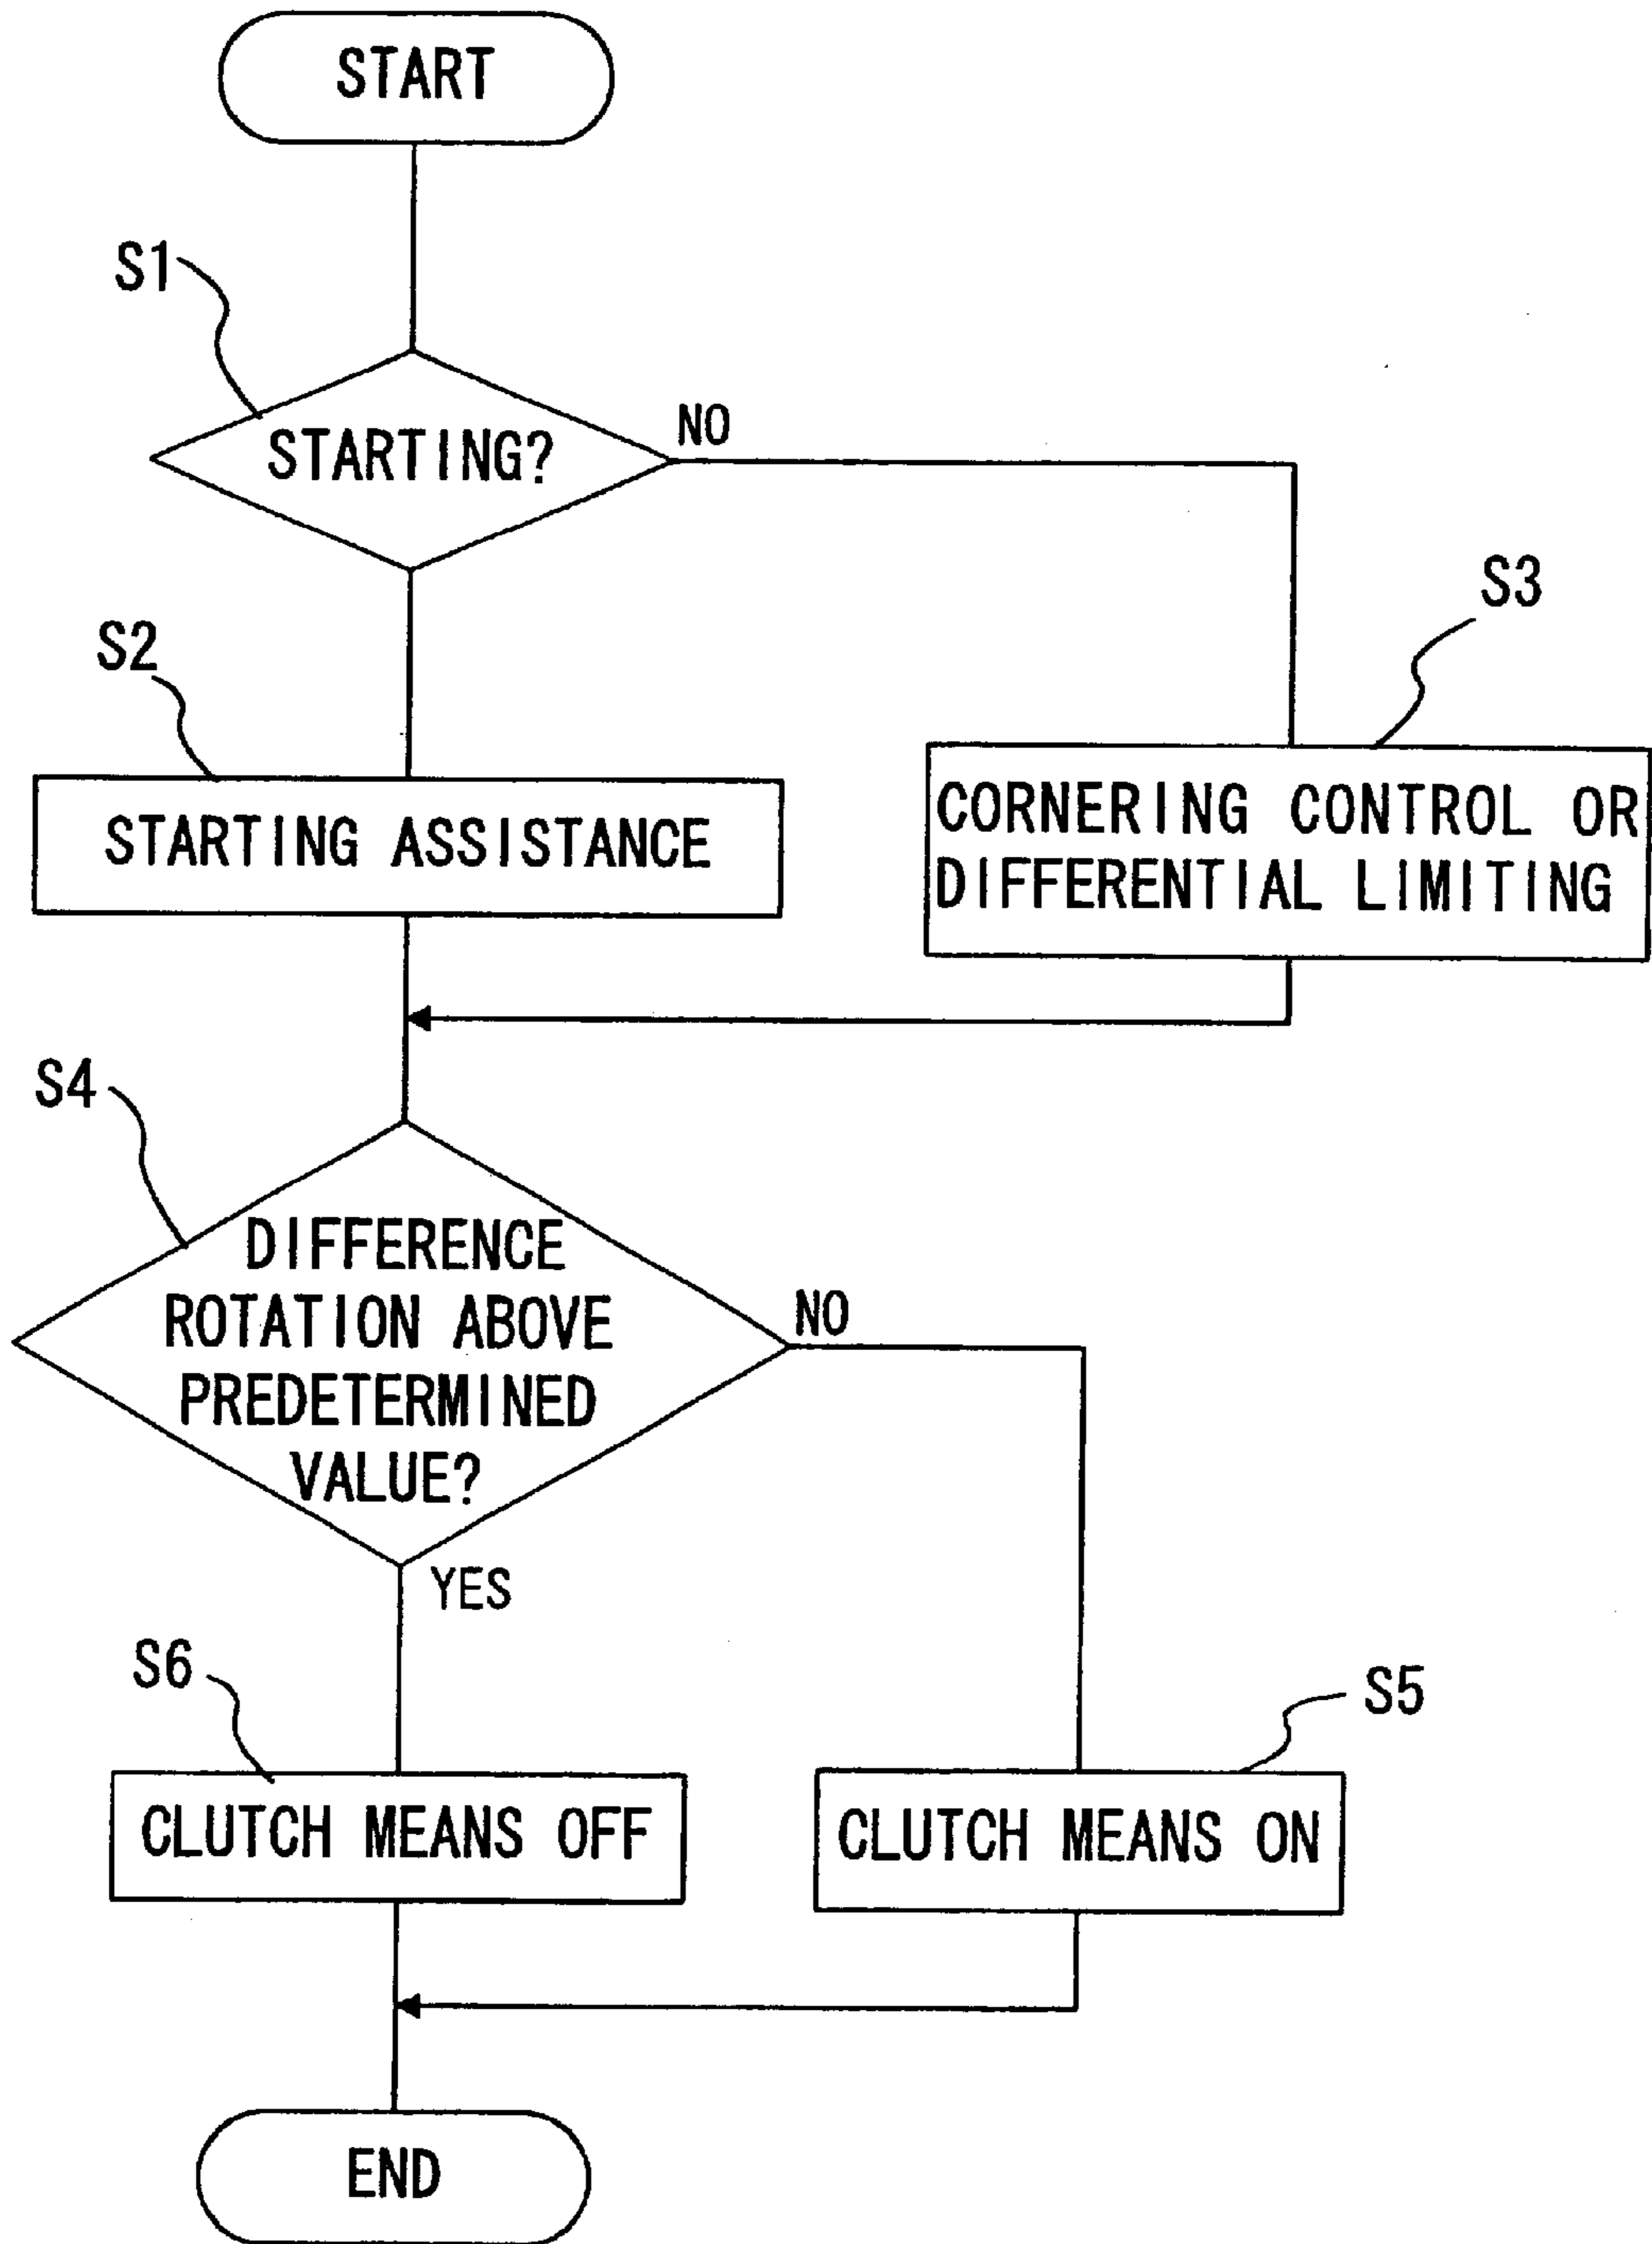 START
S1
STARTING?
NO
S2
STARTING ASSISTANCE
S3
CORNERING CONTROL OR
DIFFERENTIAL LIMITING
S4
DIFFERENCE
ROTATION ABOVE
PREDETERMINED
VALUE?
NO
YES
S6
CLUTCH MEANS OFF
S5
CLUTCH MEANS ON
END